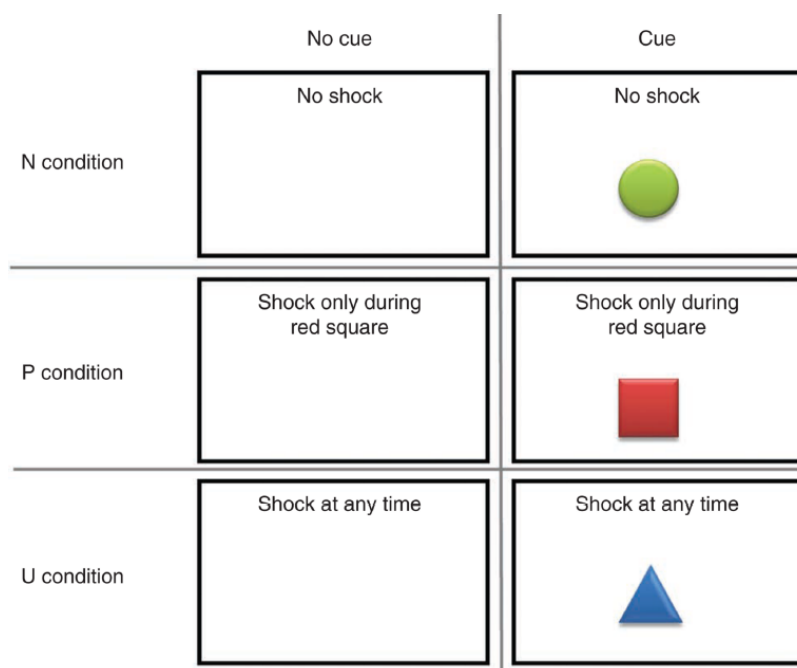 No cue
Cue
N condition
No shock
No shock
P condition
Shock only during
red square
Shock only during
red square
U condition
Shock at any time
Shock at any time